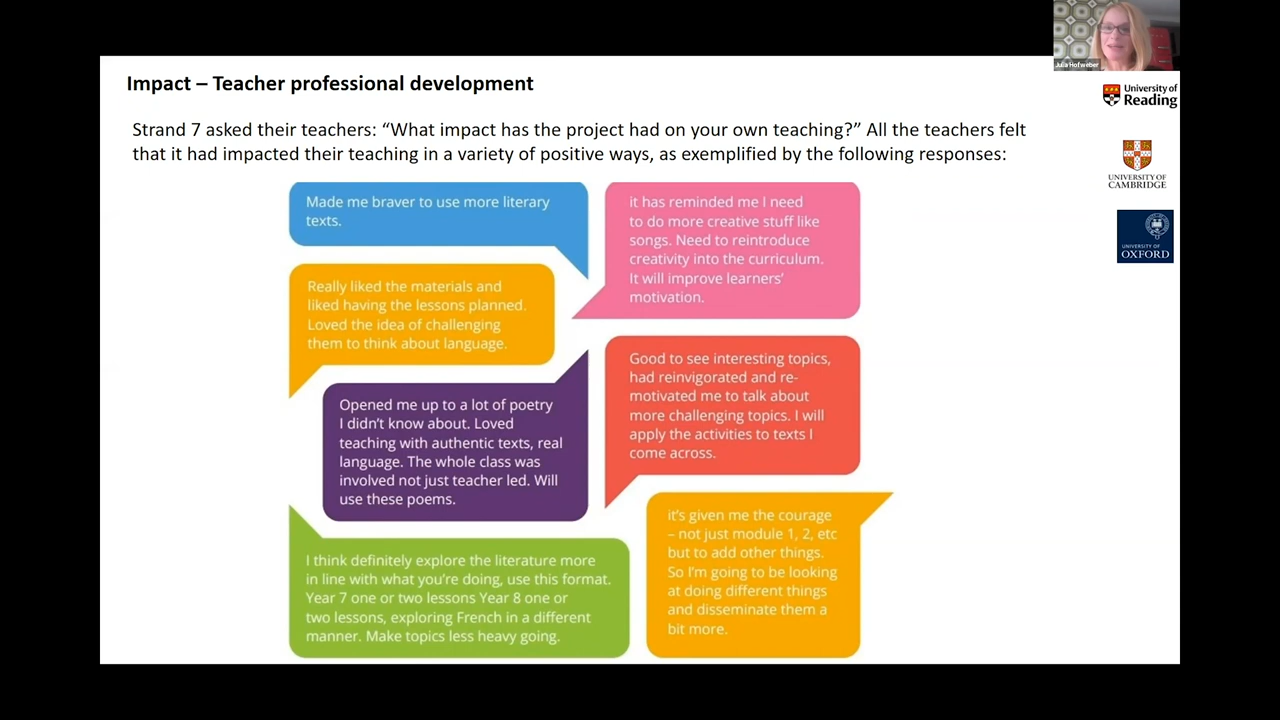 Impact – Teacher professional development
Strand 7 asked their teachers: “What impact has the project had on your own teaching?” All the teachers felt
that it had impacted their teaching in a variety of positive ways, as exemplified by the following responses:
Made me braver to use more literary
texts.
it has reminded me I need
to do more creative stuff like
songs. Need to reintroduce
creativity into the curriculum.
It will improve learners’
motivation.
Really liked the materials and
liked having the lessons planned.
Loved the idea of challenging
them to think about language.
Good to see interesting topics,
had reinvigorated and re-
motivated me to talk about
more challenging topics. I will
apply the activities to texts I
come across.
Opened me up to a lot of poetry
I didn’t know about. Loved
teaching with authentic texts, real
language. The whole class was
involved not just teacher led. Will
use these poems.
it’s given me the courage
– not just module 1, 2, etc
but to add other things.
So I’m going to be looking
at doing different things
and disseminate them a
bit more.
I think definitely explore the literature more
in line with what you’re doing, use this format.
Year 7 one or two lessons Year 8 one or
two lessons, exploring French in a different
manner. Make topics less heavy going.
Julia Hofweber
University of
Reading
UNIVERSITY OF
CAMBRIDGE
UNIVERSITY OF
OXFORD